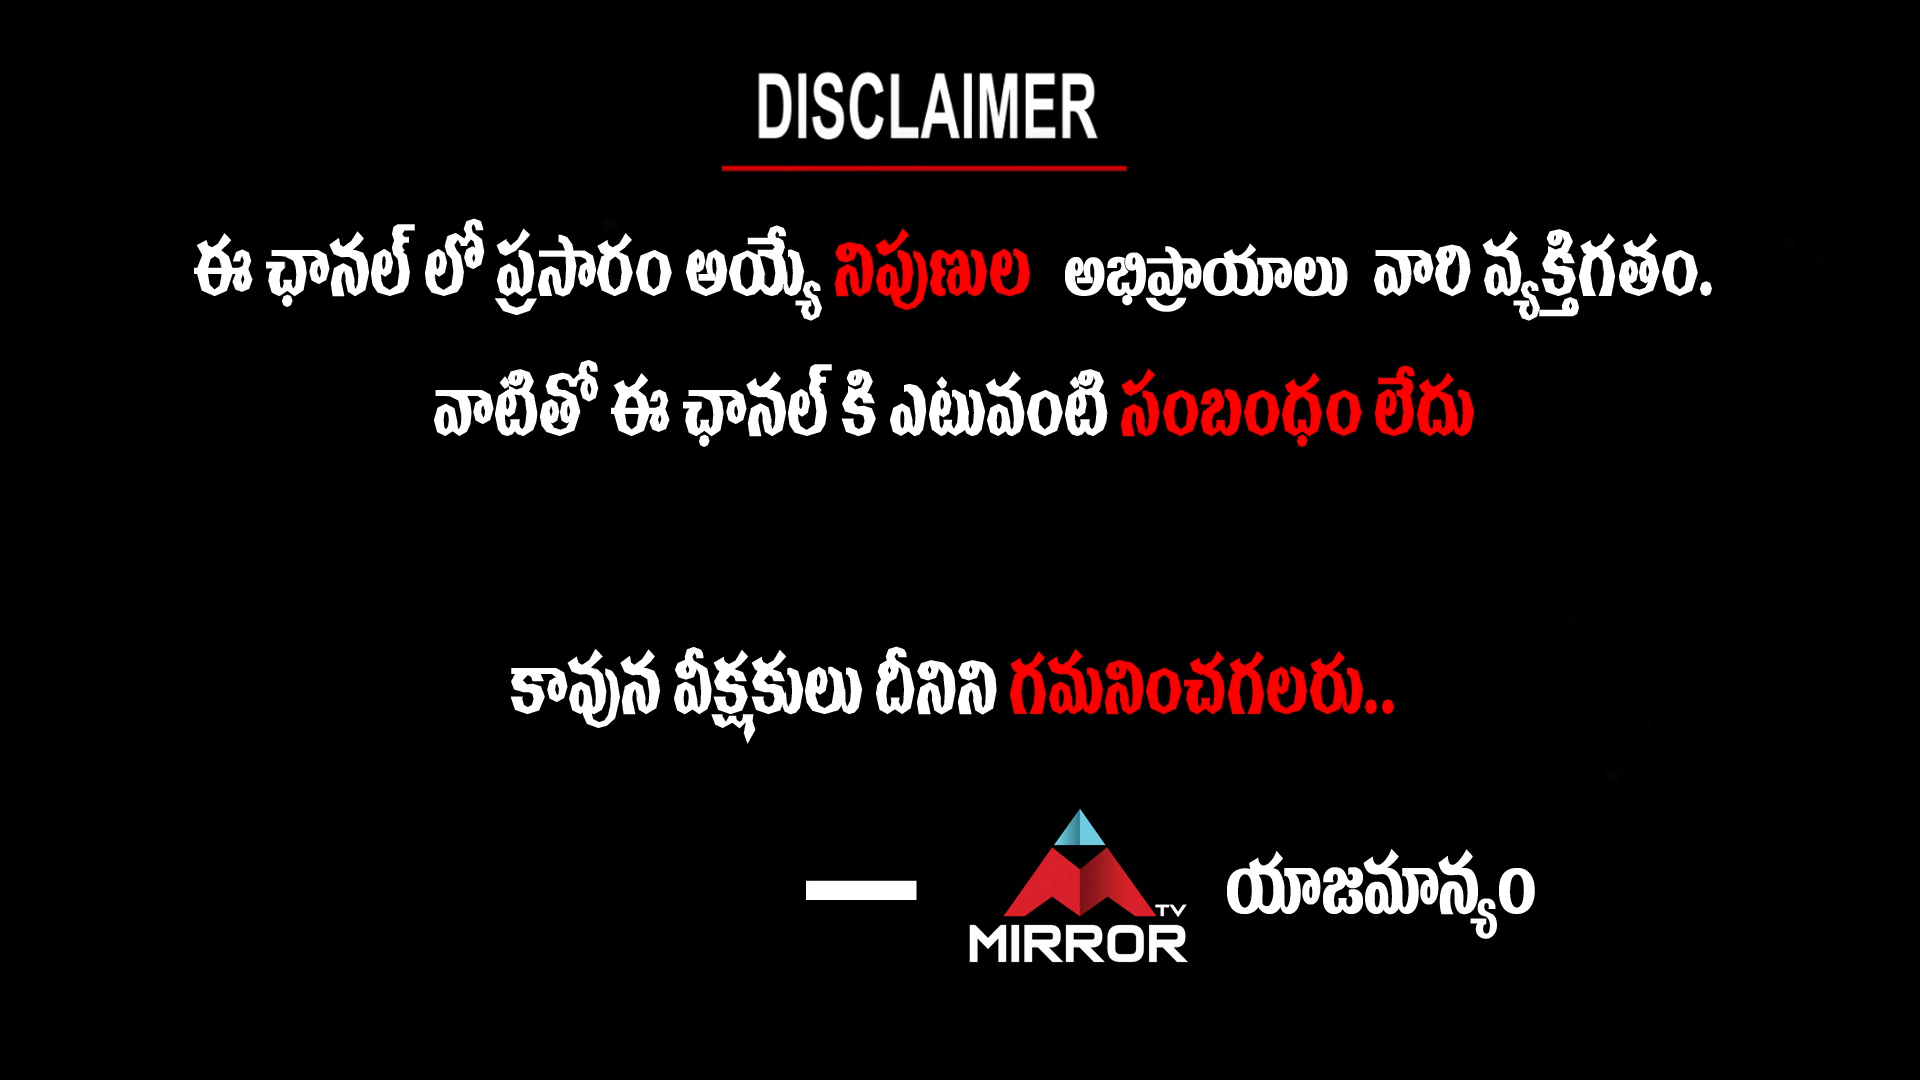 DISCLAIMER
ఈ ఛానల్ లో ప్రసారం అయ్యే నిపుణుల అభిప్రాయాలు వారి వ్యక్తిగతం.
వాటితో ఈ ఛానల్ కి ఎటువంటి సంబంధం లేదు
కావున వీక్షకులు దీనిని గమనించగలరు..
— MIRROR TV యాజమాన్యం